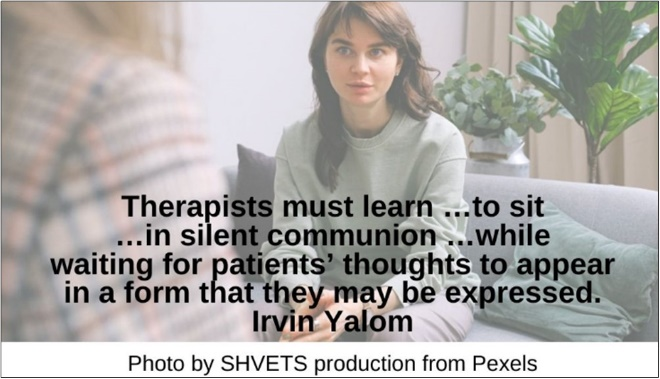 Therapists must learn ...to sit
...in silent communion ...while
waiting for patients’ thoughts to appear
in a form that they may be expressed.
Irvin Yalom
Photo by SHVETS production from Pexels